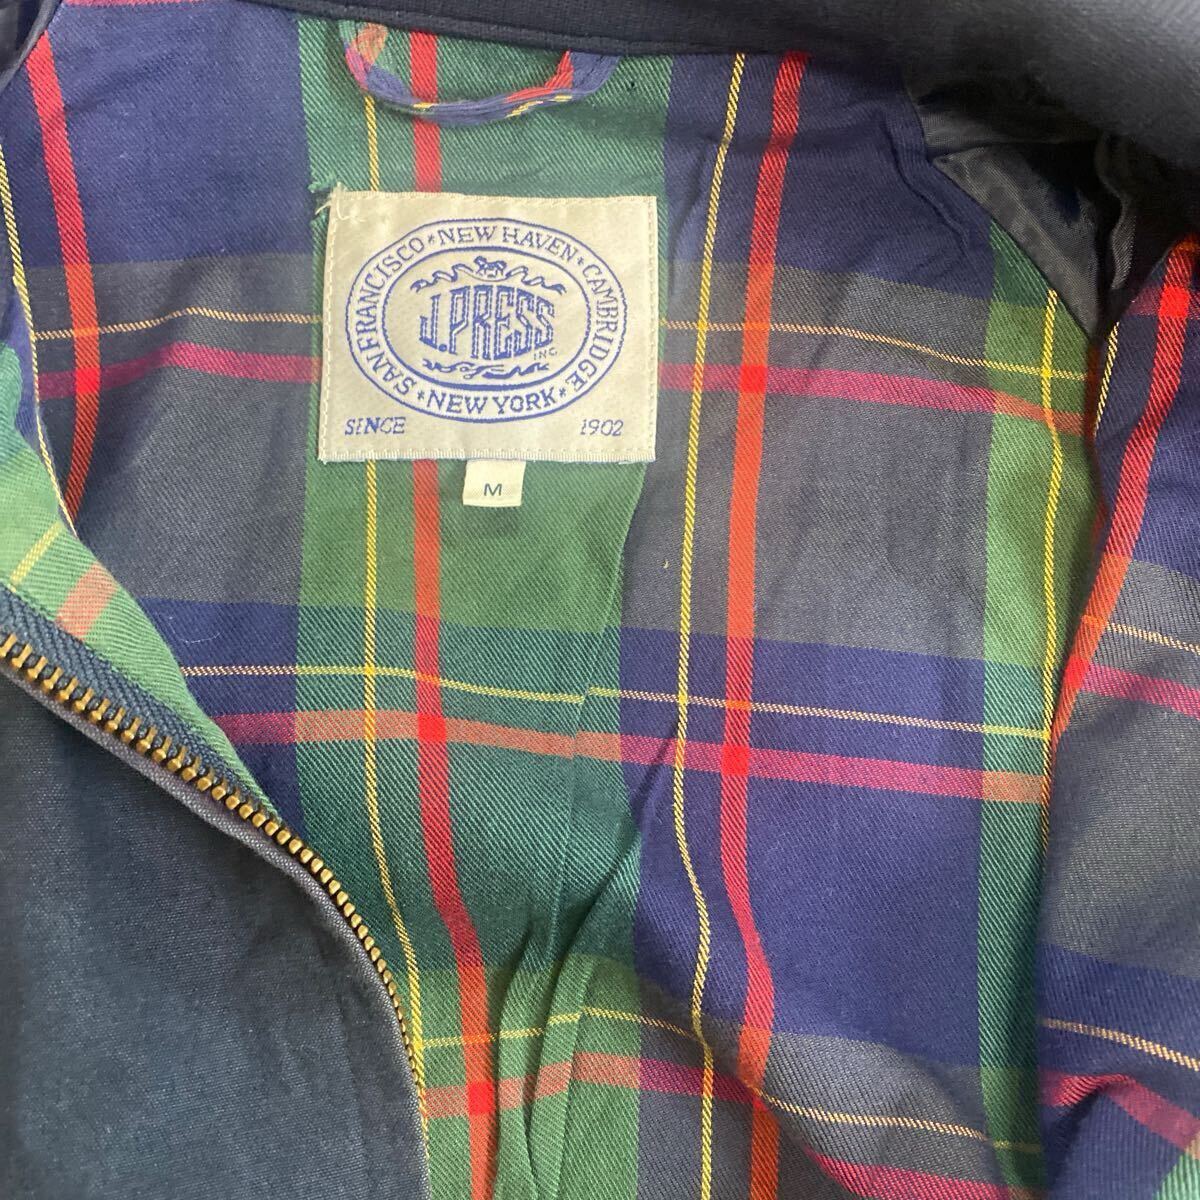 SAN FRANCISCO * NEW HAVEN * CAMBRIDGE * NEW YORK *
J. PRESS
INC.
SINCE 1902
M